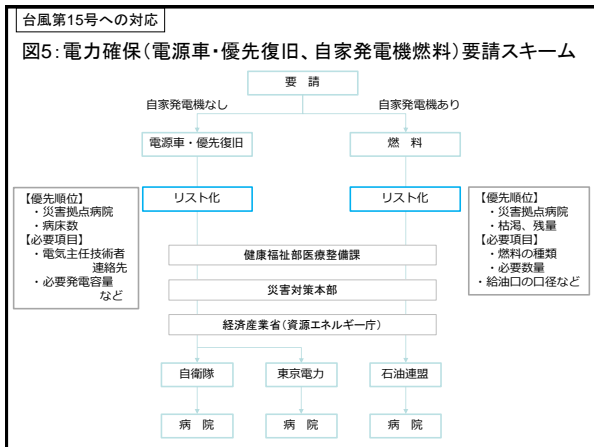 台風第15号への対応
図5:電力確保(電源車・優先復旧、自家発電機燃料)要請スキーム
要 請
自家発電機なし
自家発電機あり
電源車・優先復旧
燃 料
リスト化
リスト化
【優先順位】
・災害拠点病院
・病床数
【必要項目】
・電気主任技術者
連絡先
・必要発電容量
など
【優先順位】
・災害拠点病院
・枯渇、残量
【必要項目】
・燃料の種類
・必要数量
・給油口の口径など
健康福祉部医療整備課
災害対策本部
経済産業省(資源エネルギー庁)
自衛隊
東京電力
石油連盟
病 院
病 院
病 院